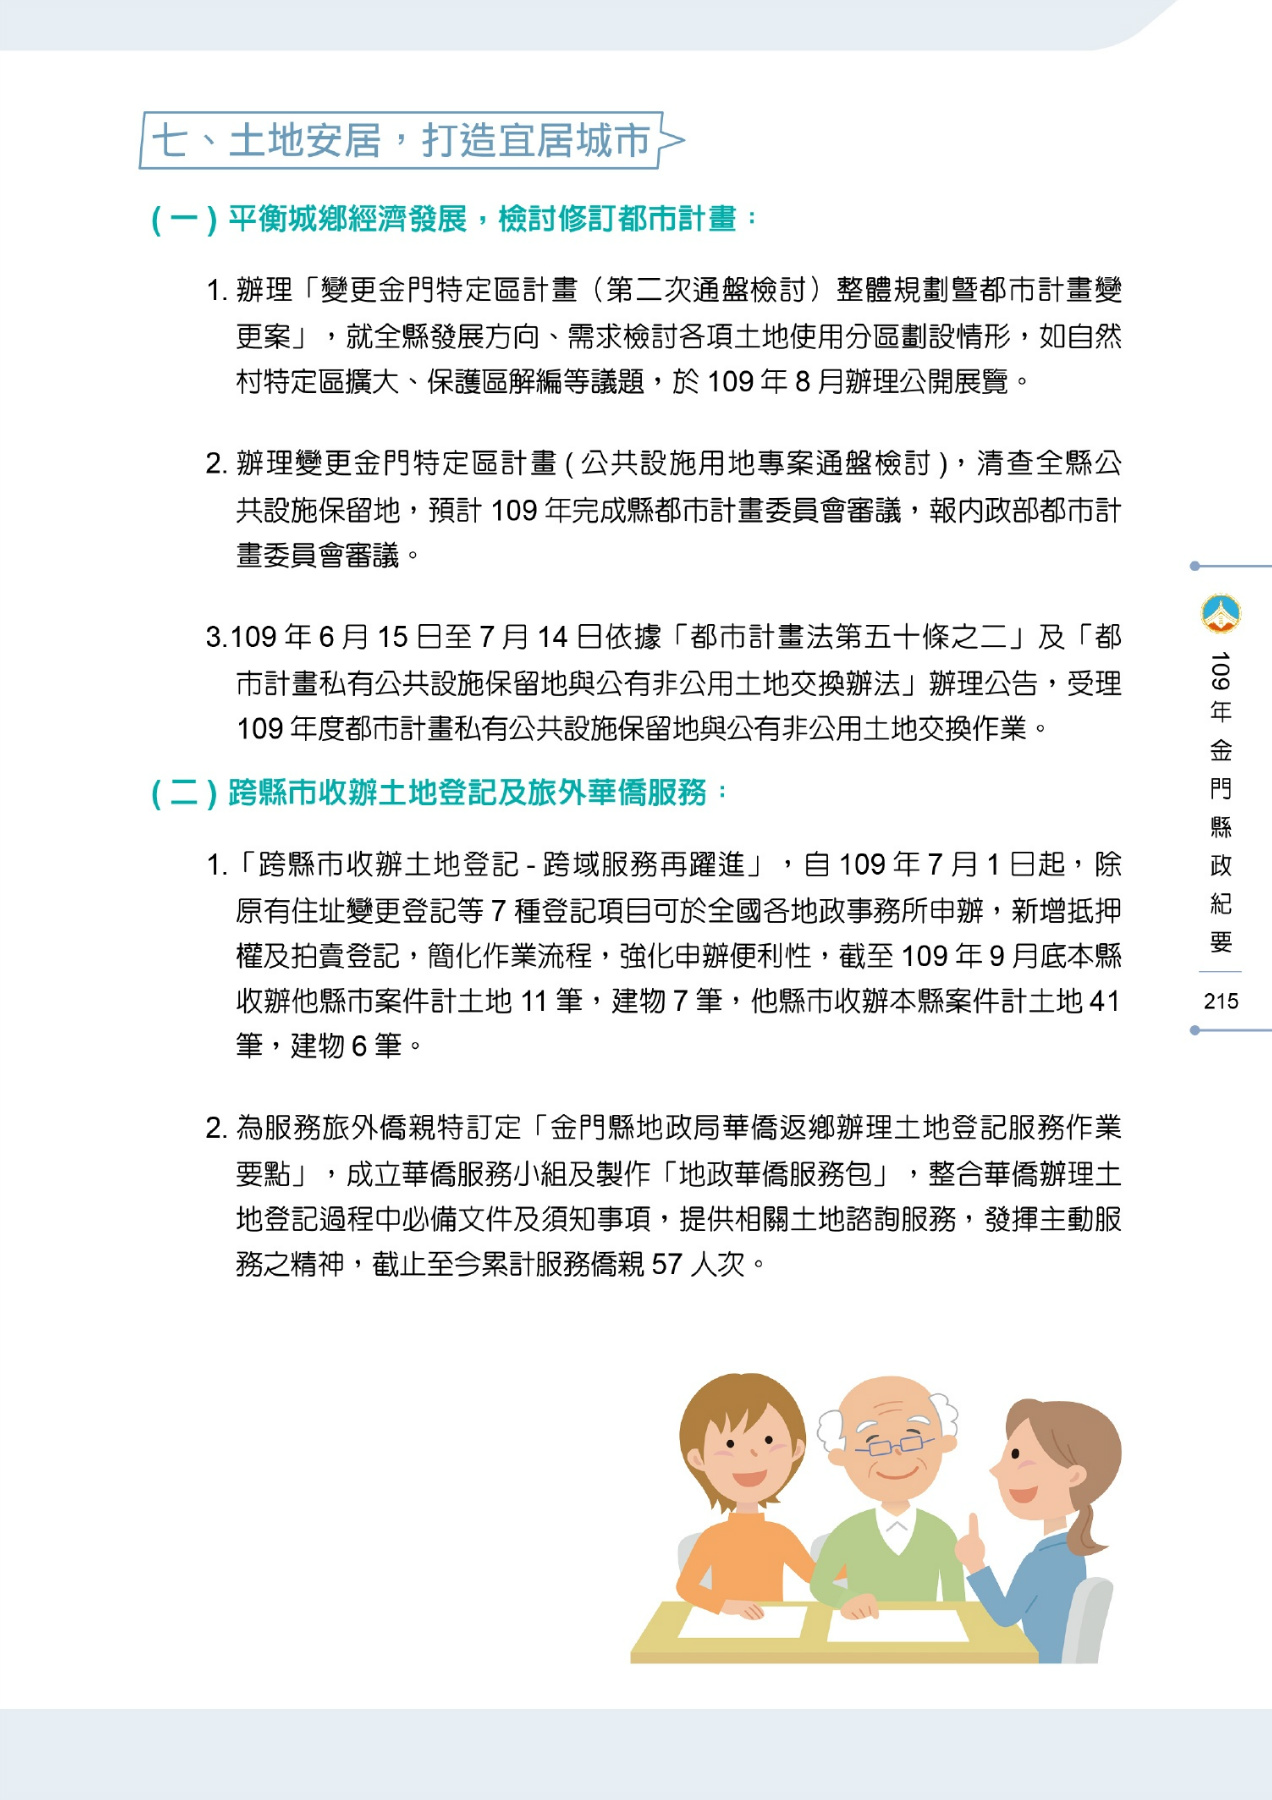 七、土地安居，打造宜居城市
(一)平衡城鄉經濟發展，檢討修訂都市計畫：
1. 辦理「變更金門特定區計畫（第二次通盤檢討）整體規劃暨都市計畫變
更案」，就全縣發展方向、需求檢討各項土地使用分區劃設情形，如自然
村特定區擴大、保護區解編等議題，於 109 年 8 月辦理公開展覽。
2. 辦理變更金門特定區計畫 ( 公共設施用地專案通盤檢討 )，清查全縣公
共設施保留地，預計 109 年完成縣都市計畫委員會審議，報內政部都市計
畫委員會審議。
3.109 年 6 月 15 日至 7 月 14 日依據「都市計畫法第五十條之二」及「都
市計畫私有公共設施保留地與公有非公用土地交換辦法」辦理公告，受理
109 年度都市計畫私有公共設施保留地與公有非公用土地交換作業。
(二)跨縣市收辦土地登記及旅外華僑服務：
1.「跨縣市收辦土地登記 - 跨域服務再躍進」，自 109 年 7 月 1 日起，除
原有住址變更登記等 7 種登記項目可於全國各地政事務所申辦，新增抵押
權及拍賣登記，簡化作業流程，強化申辦便利性，截至 109 年 9 月底本縣
收辦他縣市案件計土地 11 筆，建物 7 筆，他縣市收辦本縣案件計土地 41
筆，建物 6 筆。
2. 為服務旅外僑親特訂定「金門縣地政局華僑返鄉辦理土地登記服務作業
要點」，成立華僑服務小組及製作「地政華僑服務包」，整合華僑辦理土
地登記過程中必備文件及須知事項，提供相關土地諮詢服務，發揮主動服
務之精神，截止至今累計服務僑親 57 人次。
109年金門縣政紀要
215